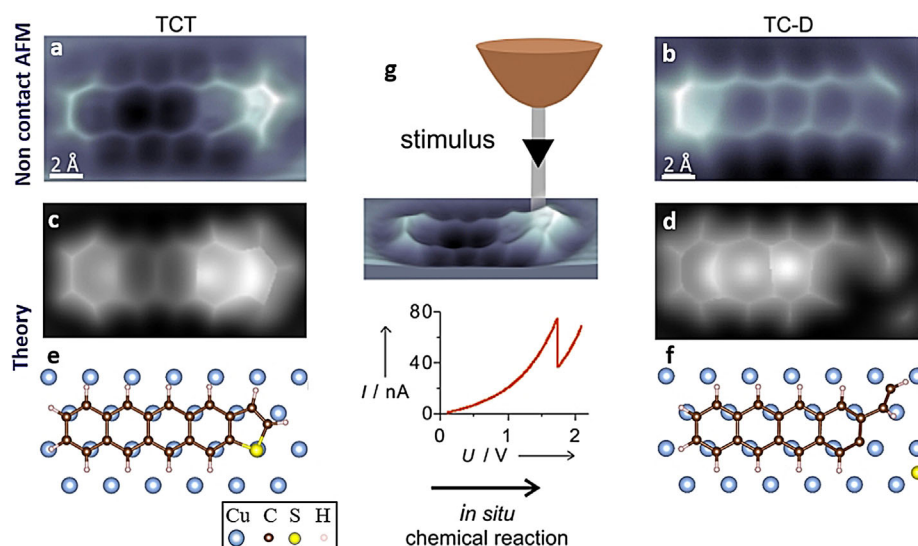 TCT
TC-D
Non contact AFM
a
g
b
stimulus
2 Å
2 Å
c
d
Theory
80
40
0
I / nA
0
1
2
U / V
e
f
in situ
chemical reaction
Cu C S H